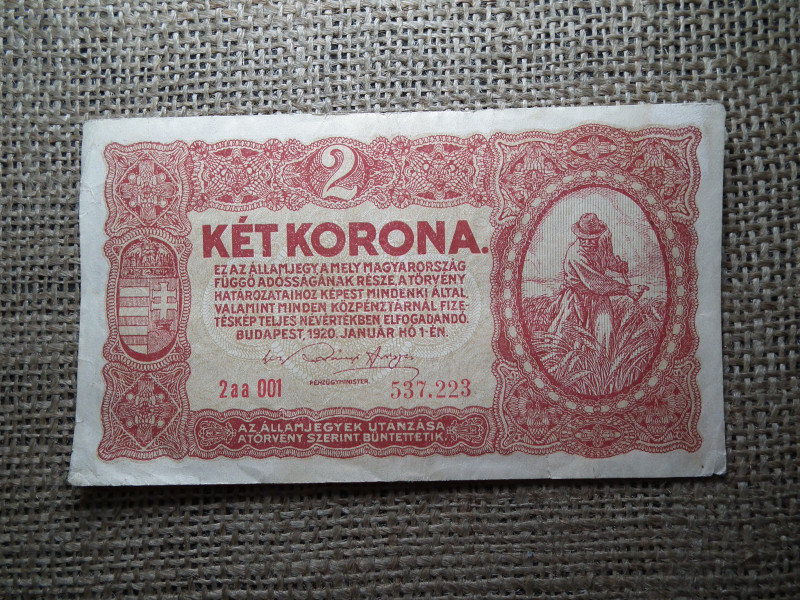 2
KÉT KORONA.
EZ AZ ÁLLAMJEGY, A MELY MAGYARORSZÁG
FÜGGŐ ADÓSSÁGÁNAK RÉSZE, A TÖRVÉNY
HATÁROZATAIHOZ KÉPEST MINDENKI ÁLTAL,
VALAMINT MINDEN KÖZPÉNZTÁRNÁL FIZE-
TÉSKÉP TELJES NÉVÉRTÉKBEN ELFOGADANDÓ.
BUDAPEST, 1920. JANUÁR HÓ 1-ÉN.
PÉNZÜGYMINISTER.
2aa 001 537.223
AZ ÁLLAMJEGYEK UTÁNZÁSA
A TÖRVÉNY SZERINT BÜNTETTETIK.